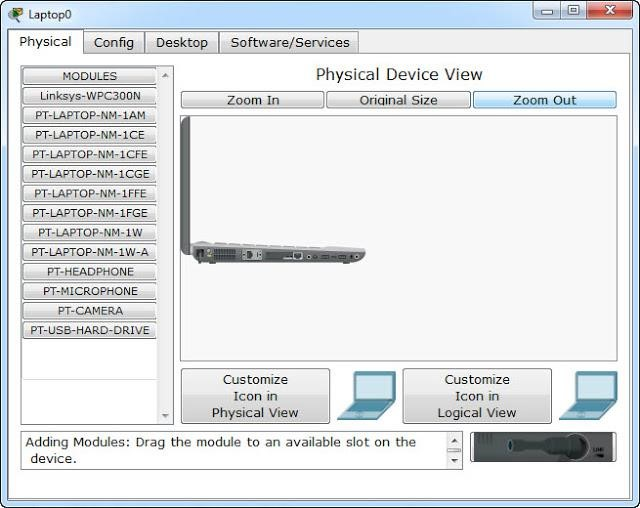 Laptop0
Physical Config Desktop Software/Services
MODULES
Linksys-WPC300N
PT-LAPTOP-NM-1AM
PT-LAPTOP-NM-1CE
PT-LAPTOP-NM-1CFE
PT-LAPTOP-NM-1CGE
PT-LAPTOP-NM-1FFE
PT-LAPTOP-NM-1FGE
PT-LAPTOP-NM-1W
PT-LAPTOP-NM-1W-A
PT-HEADPHONE
PT-MICROPHONE
PT-CAMERA
PT-USB-HARD-DRIVE
Physical Device View
Zoom In Original Size Zoom Out
Customize
Icon in
Physical View
Customize
Icon in
Logical View
Adding Modules: Drag the module to an available slot on the
device.